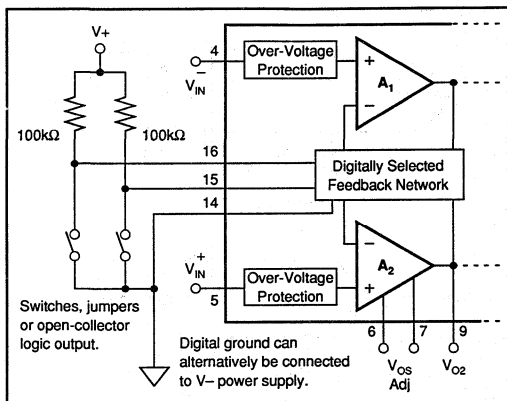 V+
4
V–IN
Over-Voltage
Protection
+
A1
–
100kΩ
100kΩ
16
15
14
Digitally Selected
Feedback Network
–
A2
+
V+IN
5
Over-Voltage
Protection
6
7
9
VOS
Adj
VO2
Switches, jumpers
or open-collector
logic output.
Digital ground can
alternatively be connected
to V– power supply.